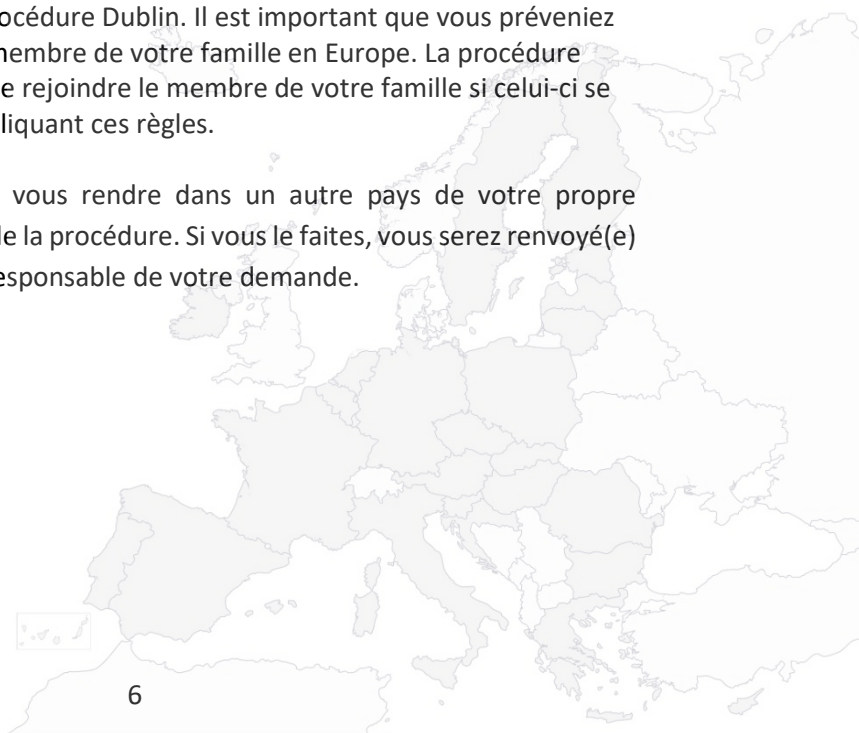 océdure Dublin. Il est important que vous préveniez
membre de votre famille en Europe. La procédure
e rejoindre le membre de votre famille si celui-ci se
liquant ces règles.
vous rendre dans un autre pays de votre propre
de la procédure. Si vous le faites, vous serez renvoyé(e)
esponsable de votre demande.
6